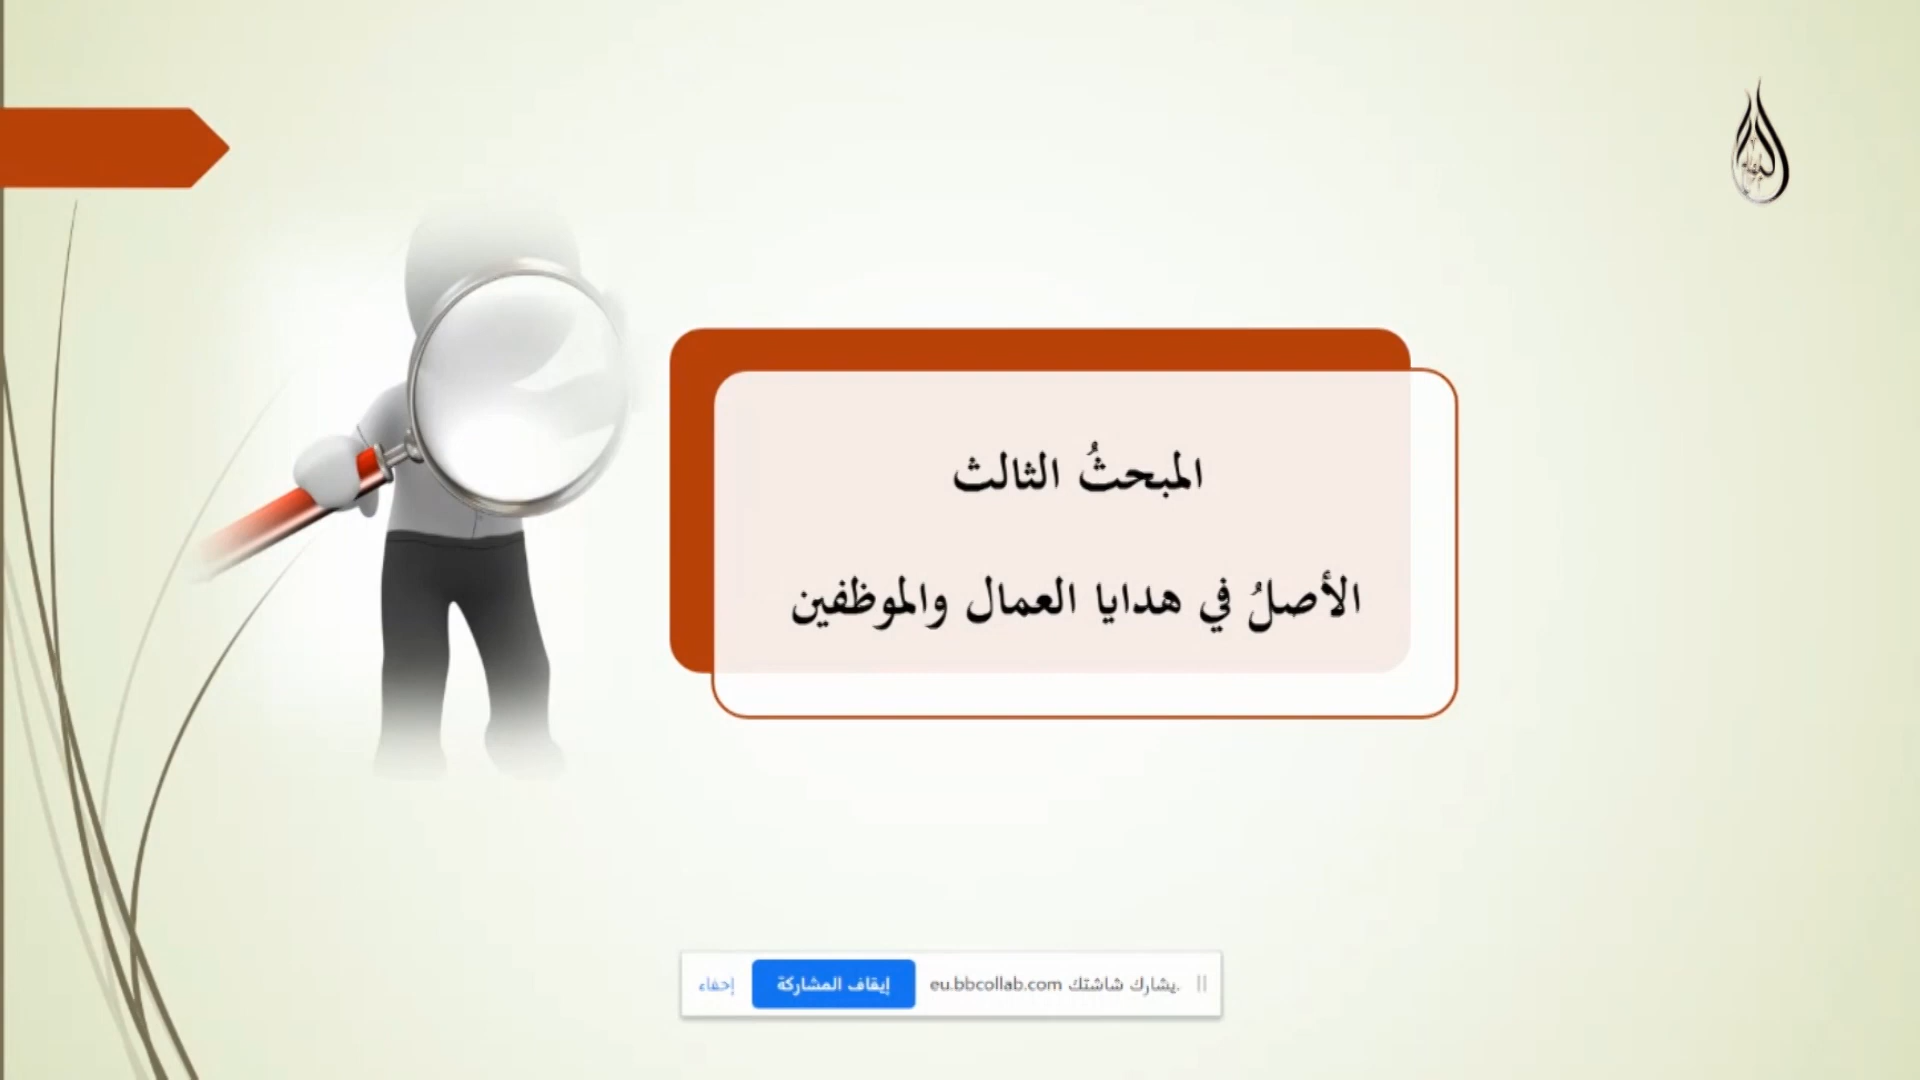 المبحثُ الثالث
الأصلُ في هدايا العمال والموظفين
eu.bbcollab.com يشارك شاشتك.
إيقاف المشاركة
إخفاء